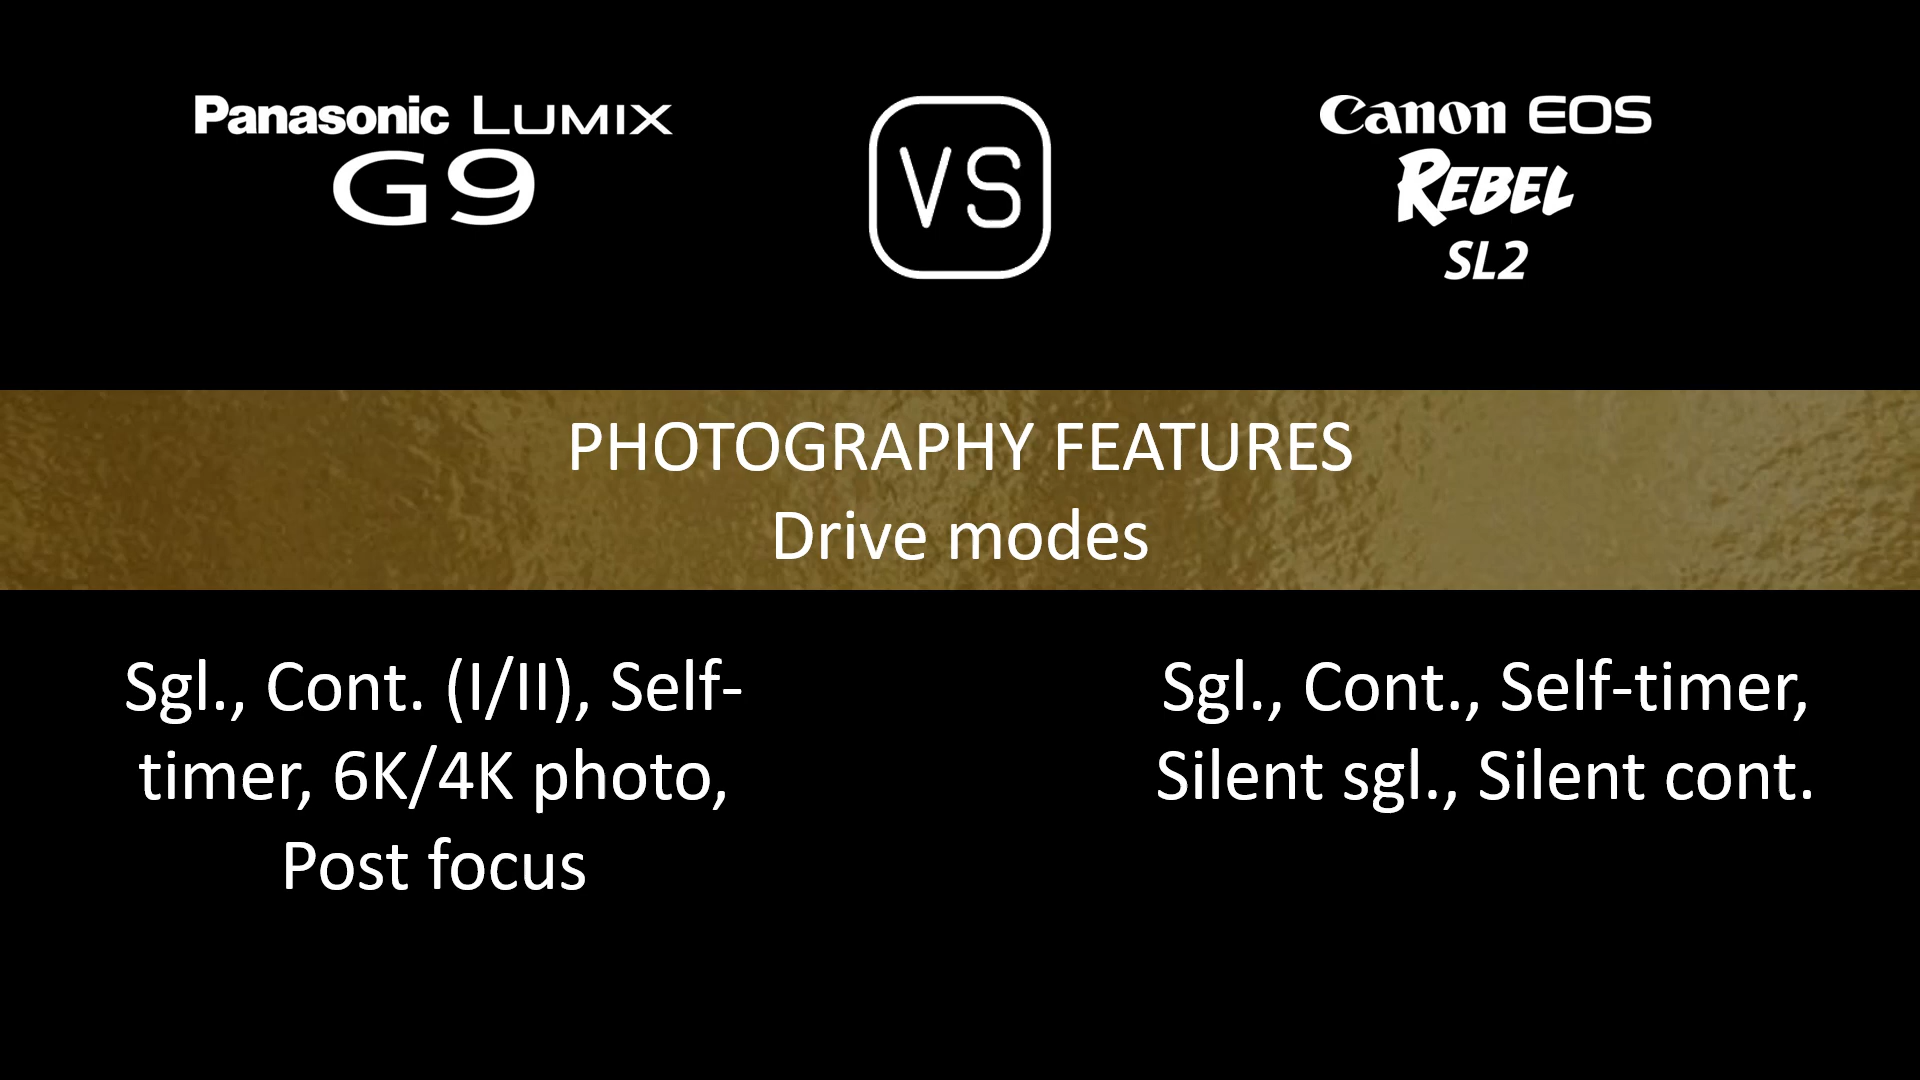 Panasonic LUMIX
G9
VS
Canon EOS
REBEL
SL2
PHOTOGRAPHY FEATURES
Drive modes
Sgl., Cont. (I/II), Self-
timer, 6K/4K photo,
Post focus
Sgl., Cont., Self-timer,
Silent sgl., Silent cont.